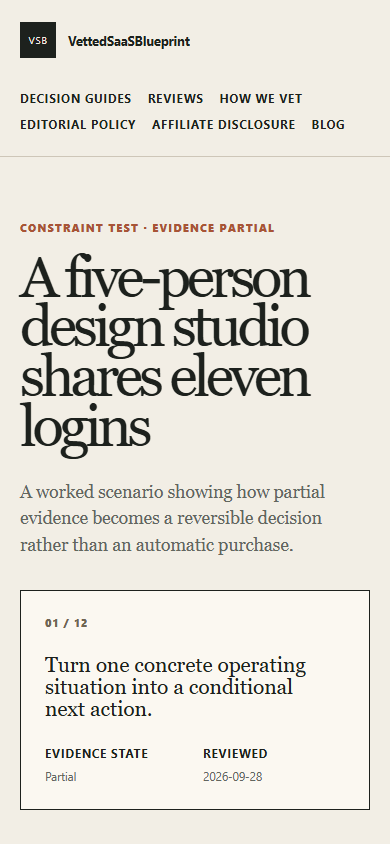 VSB
VettedSaaSBlueprint
DECISION GUIDES REVIEWS HOW WE VET
EDITORIAL POLICY AFFILIATE DISCLOSURE BLOG
CONSTRAINT TEST · EVIDENCE PARTIAL
A five-person
design studio
shares eleven
logins
A worked scenario showing how partial
evidence becomes a reversible decision
rather than an automatic purchase.
01 / 12
Turn one concrete operating
situation into a conditional
next action.
EVIDENCE STATE REVIEWED
Partial 2026-09-28